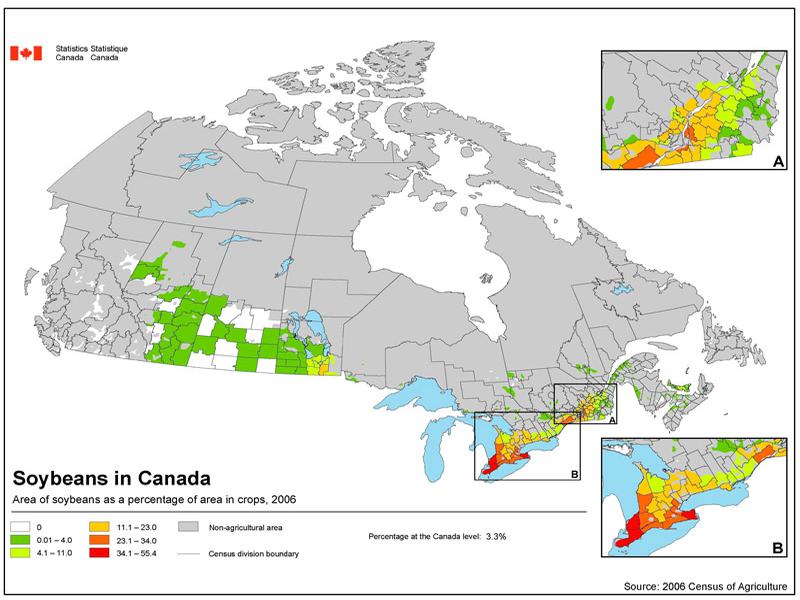 Statistics Statistique
Canada Canada
A
A
B
B
Soybeans in Canada
Area of soybeans as a percentage of area in crops, 2006
0
0.01 – 4.0
4.1 – 11.0
11.1 – 23.0
23.1 – 34.0
34.1 – 55.4
Non-agricultural area
Census division boundary
Percentage at the Canada level: 3.3%
Source: 2006 Census of Agriculture